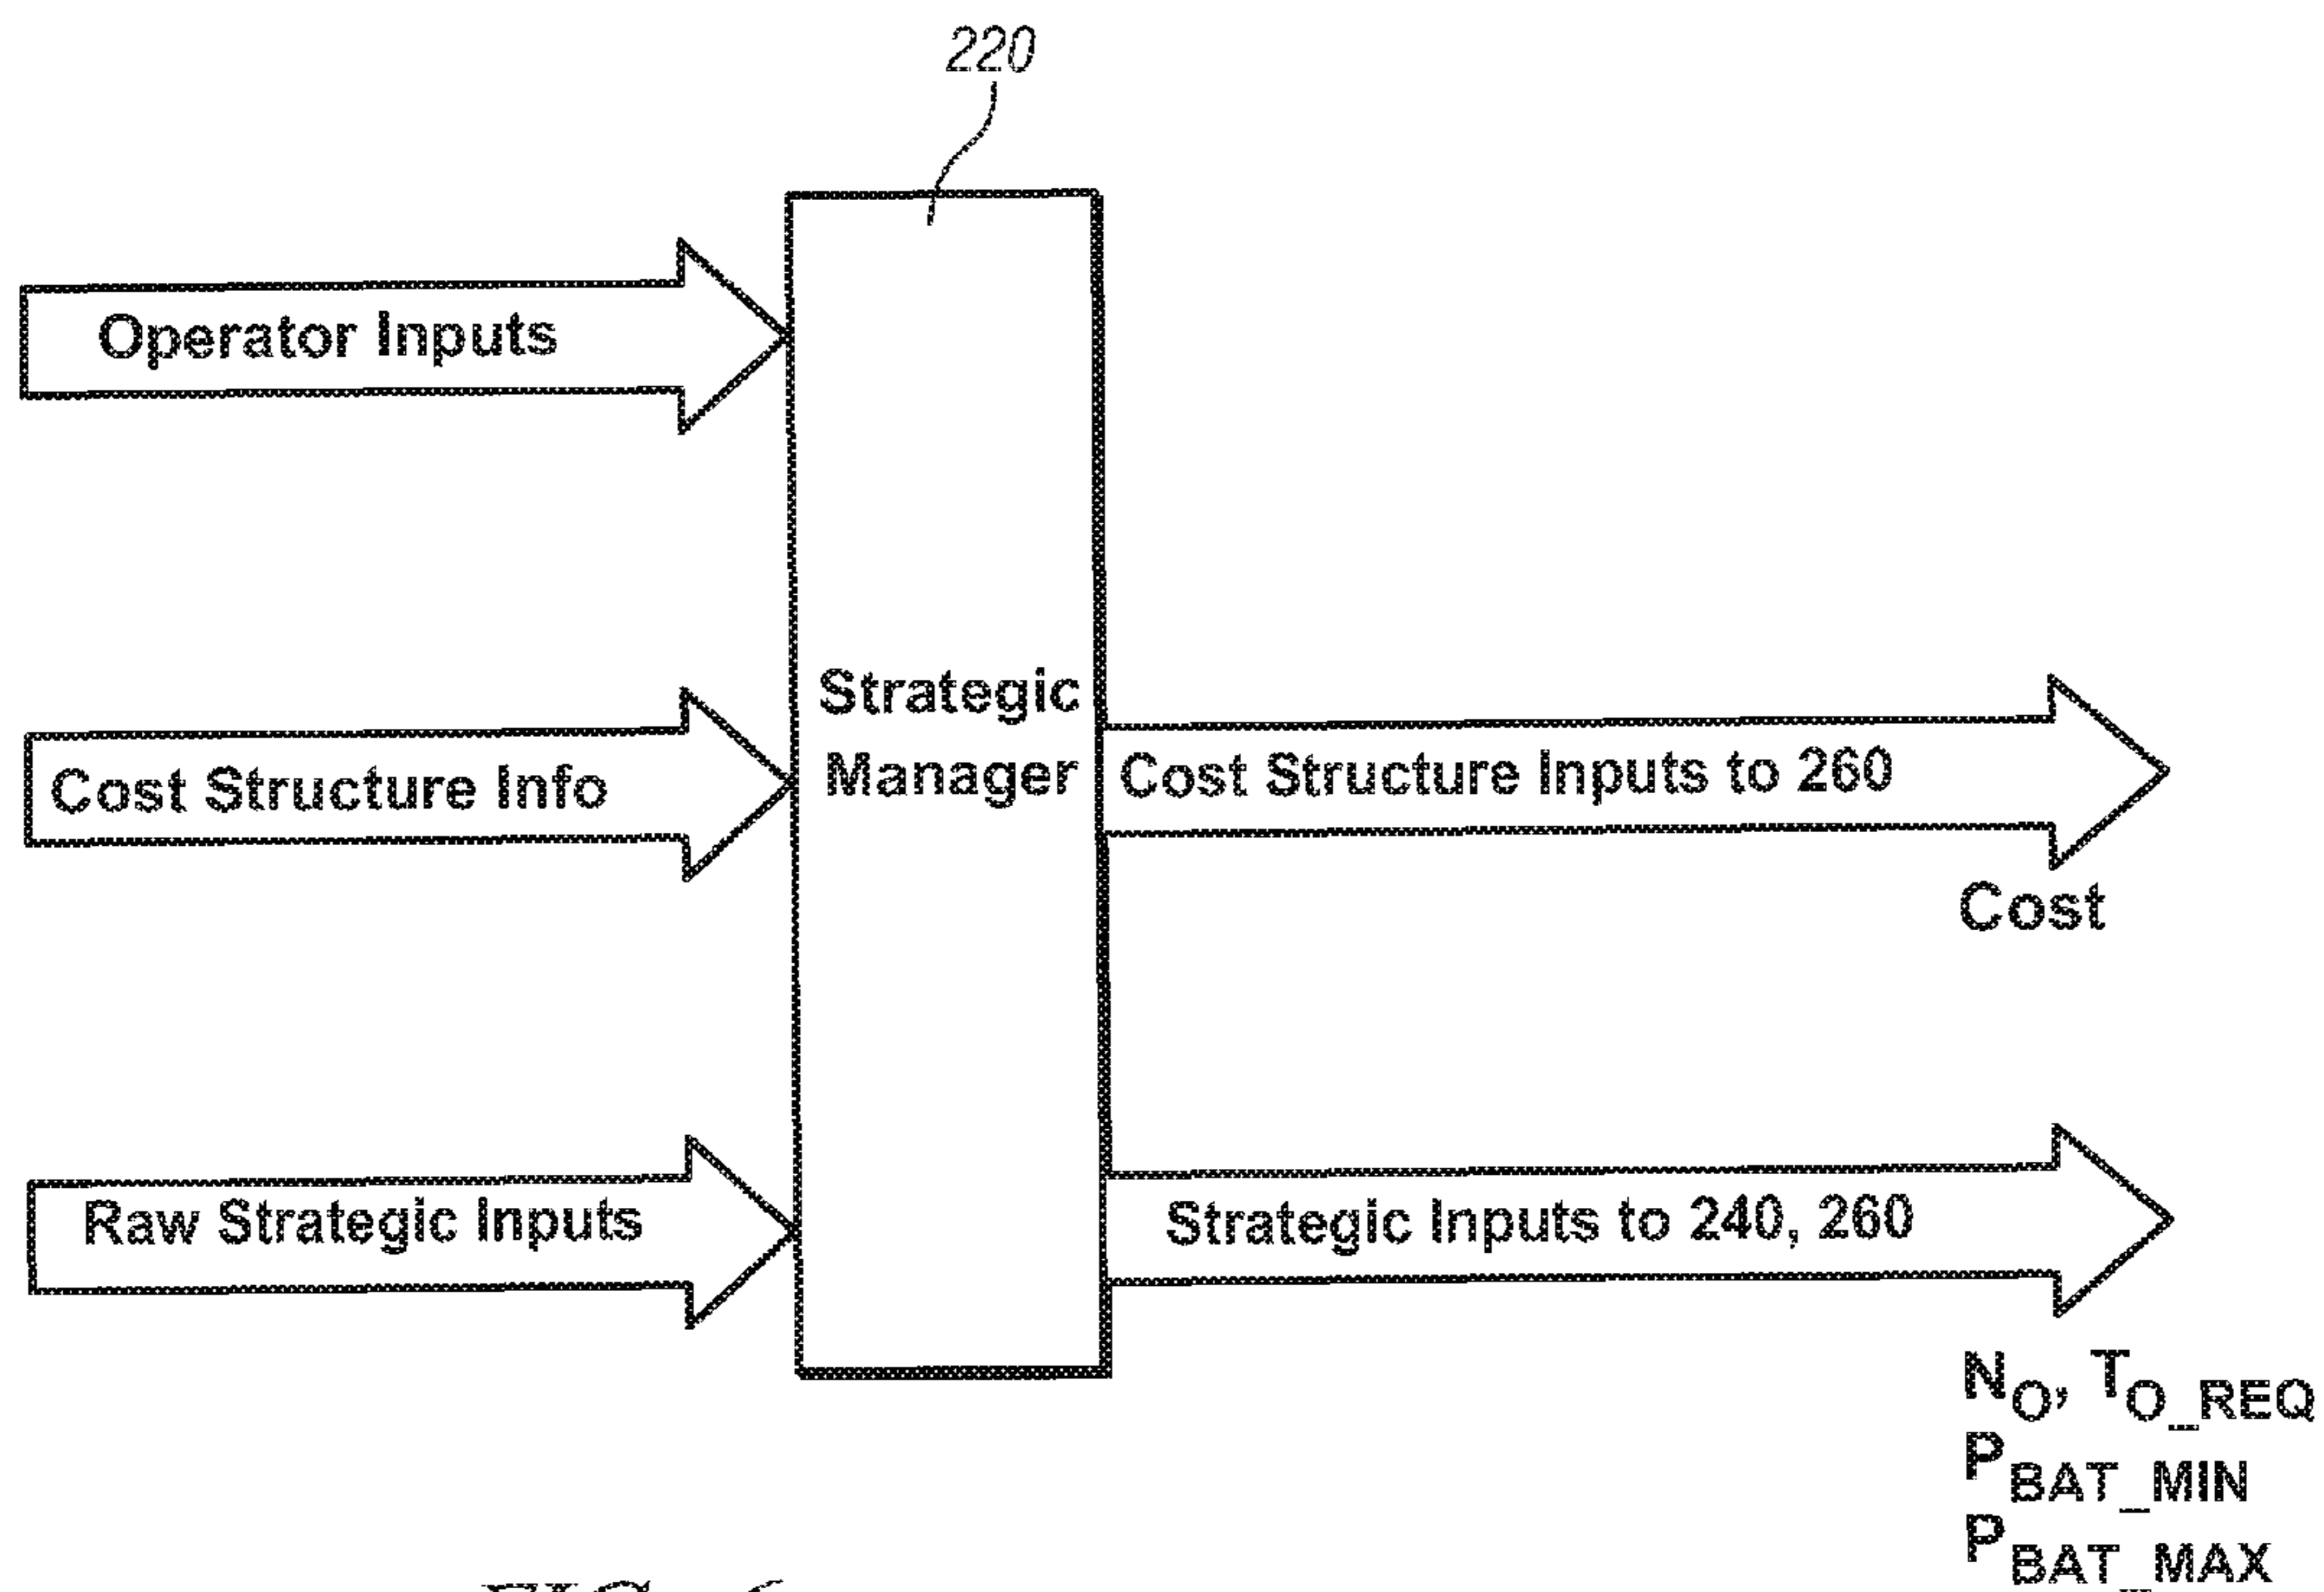 220
Operator Inputs
Strategic
Manager
Cost Structure Info
Cost Structure Inputs to 260
Cost
Raw Strategic Inputs
Strategic Inputs to 240, 260
N_O, T_O_REQ
P_BAT_MIN
P_BAT_MAX